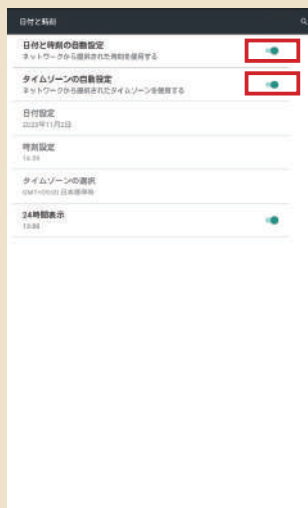 日付と時刻
日付と時刻の自動設定
ネットワークから提供された時刻を使用する
タイムゾーンの自動設定
ネットワークから提供されたタイムゾーンを使用する
日付設定
時刻設定
タイムゾーンの選択
24時間表示
13:00